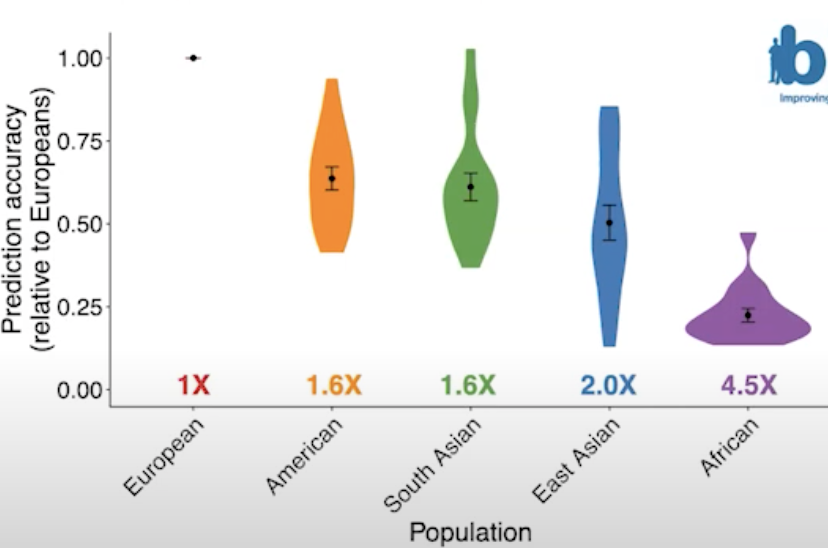 b
Improving
Prediction accuracy
(relative to Europeans)
1.00
0.75
0.50
0.25
0.00
1X 1.6X 1.6X 2.0X 4.5X
European American South Asian East Asian African
Population